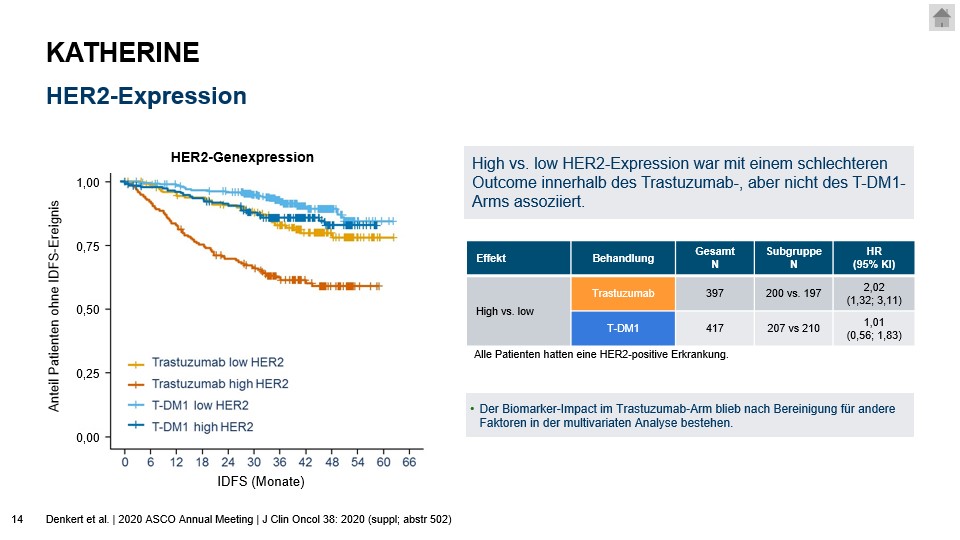 KATHERINE
HER2-Expression
HER2-Genexpression
Anteil Patienten ohne IDFS-Ereignis
1,00
0,75
0,50
0,25
0,00
Trastuzumab low HER2
Trastuzumab high HER2
T-DM1 low HER2
T-DM1 high HER2
0 6 12 18 24 30 36 42 48 54 60 66
IDFS (Monate)
High vs. low HER2-Expression war mit einem schlechteren
Outcome innerhalb des Trastuzumab-, aber nicht des T-DM1-
Arms assoziiert.
Effekt Behandlung Gesamt N Subgruppe N HR (95% KI)
High vs. low Trastuzumab 397 200 vs. 197 2,02 (1,32; 3,11)
T-DM1 417 207 vs 210 1,01 (0,56; 1,83)
Alle Patienten hatten eine HER2-positive Erkrankung.
• Der Biomarker-Impact im Trastuzumab-Arm blieb nach Bereinigung für andere
Faktoren in der multivariaten Analyse bestehen.
14 Denkert et al. | 2020 ASCO Annual Meeting | J Clin Oncol 38: 2020 (suppl; abstr 502)